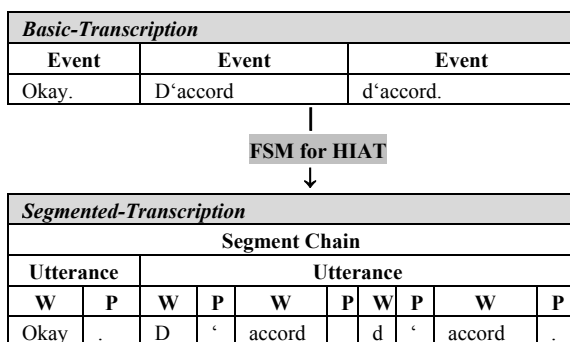 Basic-Transcription
Event Event Event
Okay. D‘accord d‘accord.
FSM for HIAT
Segmented-Transcription
Segment Chain
Utterance Utterance
W P W P W P W P W P
Okay . D ‘ accord d ‘ accord .